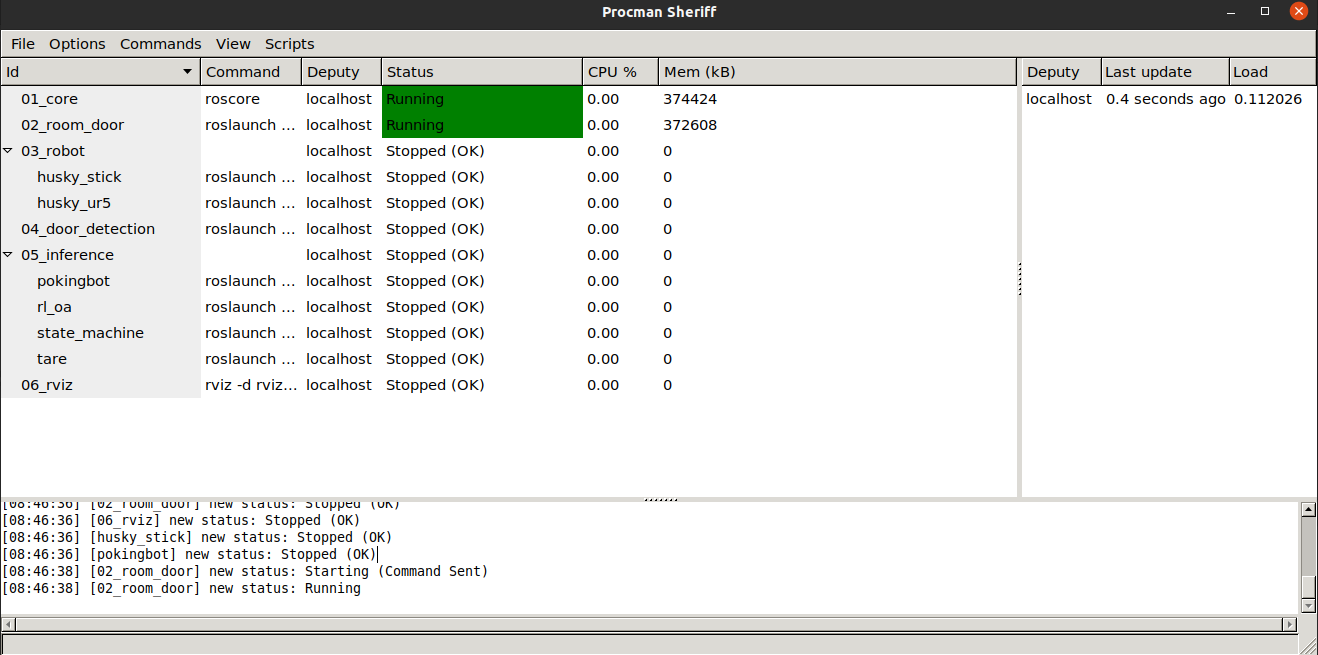 Procman Sheriff
File Options Commands View Scripts
Id Command Deputy Status CPU % Mem (kB) Deputy Last update Load
01_core roscore localhost Running 0.00 374424 localhost 0.4 seconds ago 0.112026
02_room_door roslaunch ... localhost Running 0.00 372608
03_robot localhost Stopped (OK) 0.00 0
husky_stick roslaunch ... localhost Stopped (OK) 0.00 0
husky_ur5 roslaunch ... localhost Stopped (OK) 0.00 0
04_door_detection roslaunch ... localhost Stopped (OK) 0.00 0
05_inference localhost Stopped (OK) 0.00 0
pokingbot roslaunch ... localhost Stopped (OK) 0.00 0
rl_oa roslaunch ... localhost Stopped (OK) 0.00 0
state_machine roslaunch ... localhost Stopped (OK) 0.00 0
tare roslaunch ... localhost Stopped (OK) 0.00 0
06_rviz rviz -d rviz... localhost Stopped (OK) 0.00 0
[08:46:36] [02_room_door] new status: Stopped (OK)
[08:46:36] [06_rviz] new status: Stopped (OK)
[08:46:36] [husky_stick] new status: Stopped (OK)
[08:46:36] [pokingbot] new status: Stopped (OK)
[08:46:38] [02_room_door] new status: Starting (Command Sent)
[08:46:38] [02_room_door] new status: Running